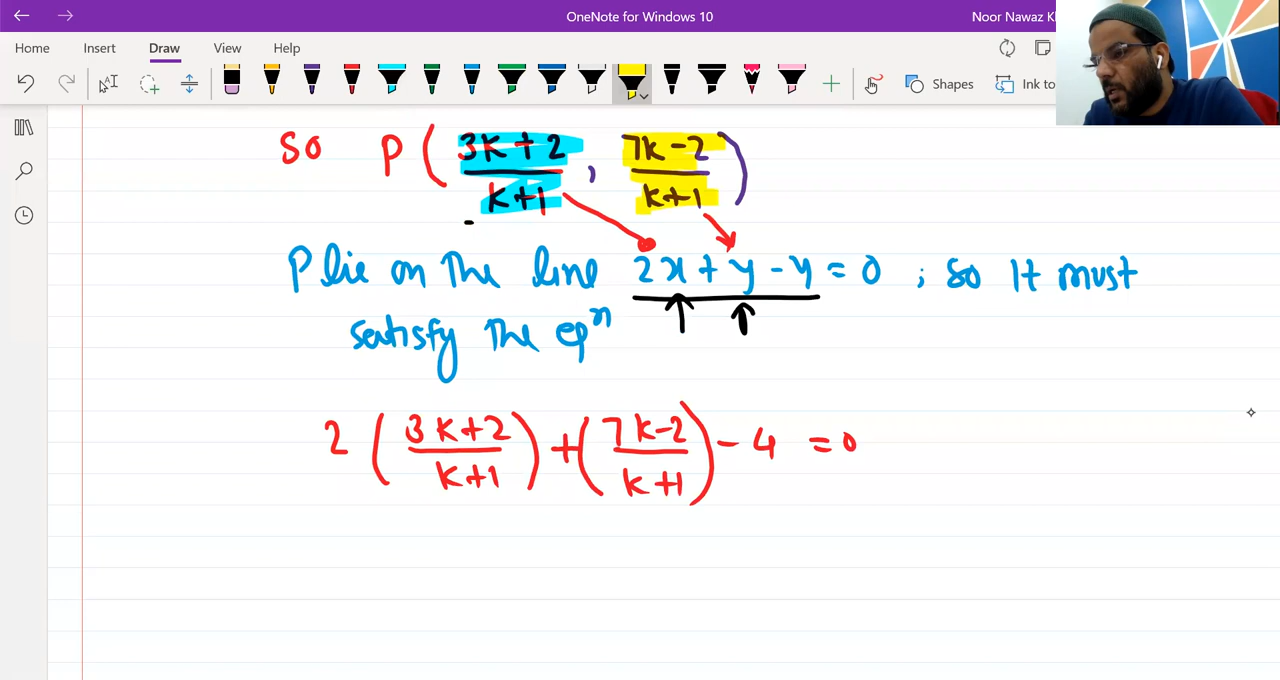 OneNote for Windows 10
Noor Nawaz Kh
Home Insert Draw View Help
Shapes
Ink to
So P ( 3k+2 / k+1 , 7k-2 / k+1 )
P lie on the line 2x + y - 4 = 0 ; so It must
satisfy the eqⁿ
2 ( 3k+2 / k+1 ) + ( 7k-2 / k+1 ) - 4 = 0